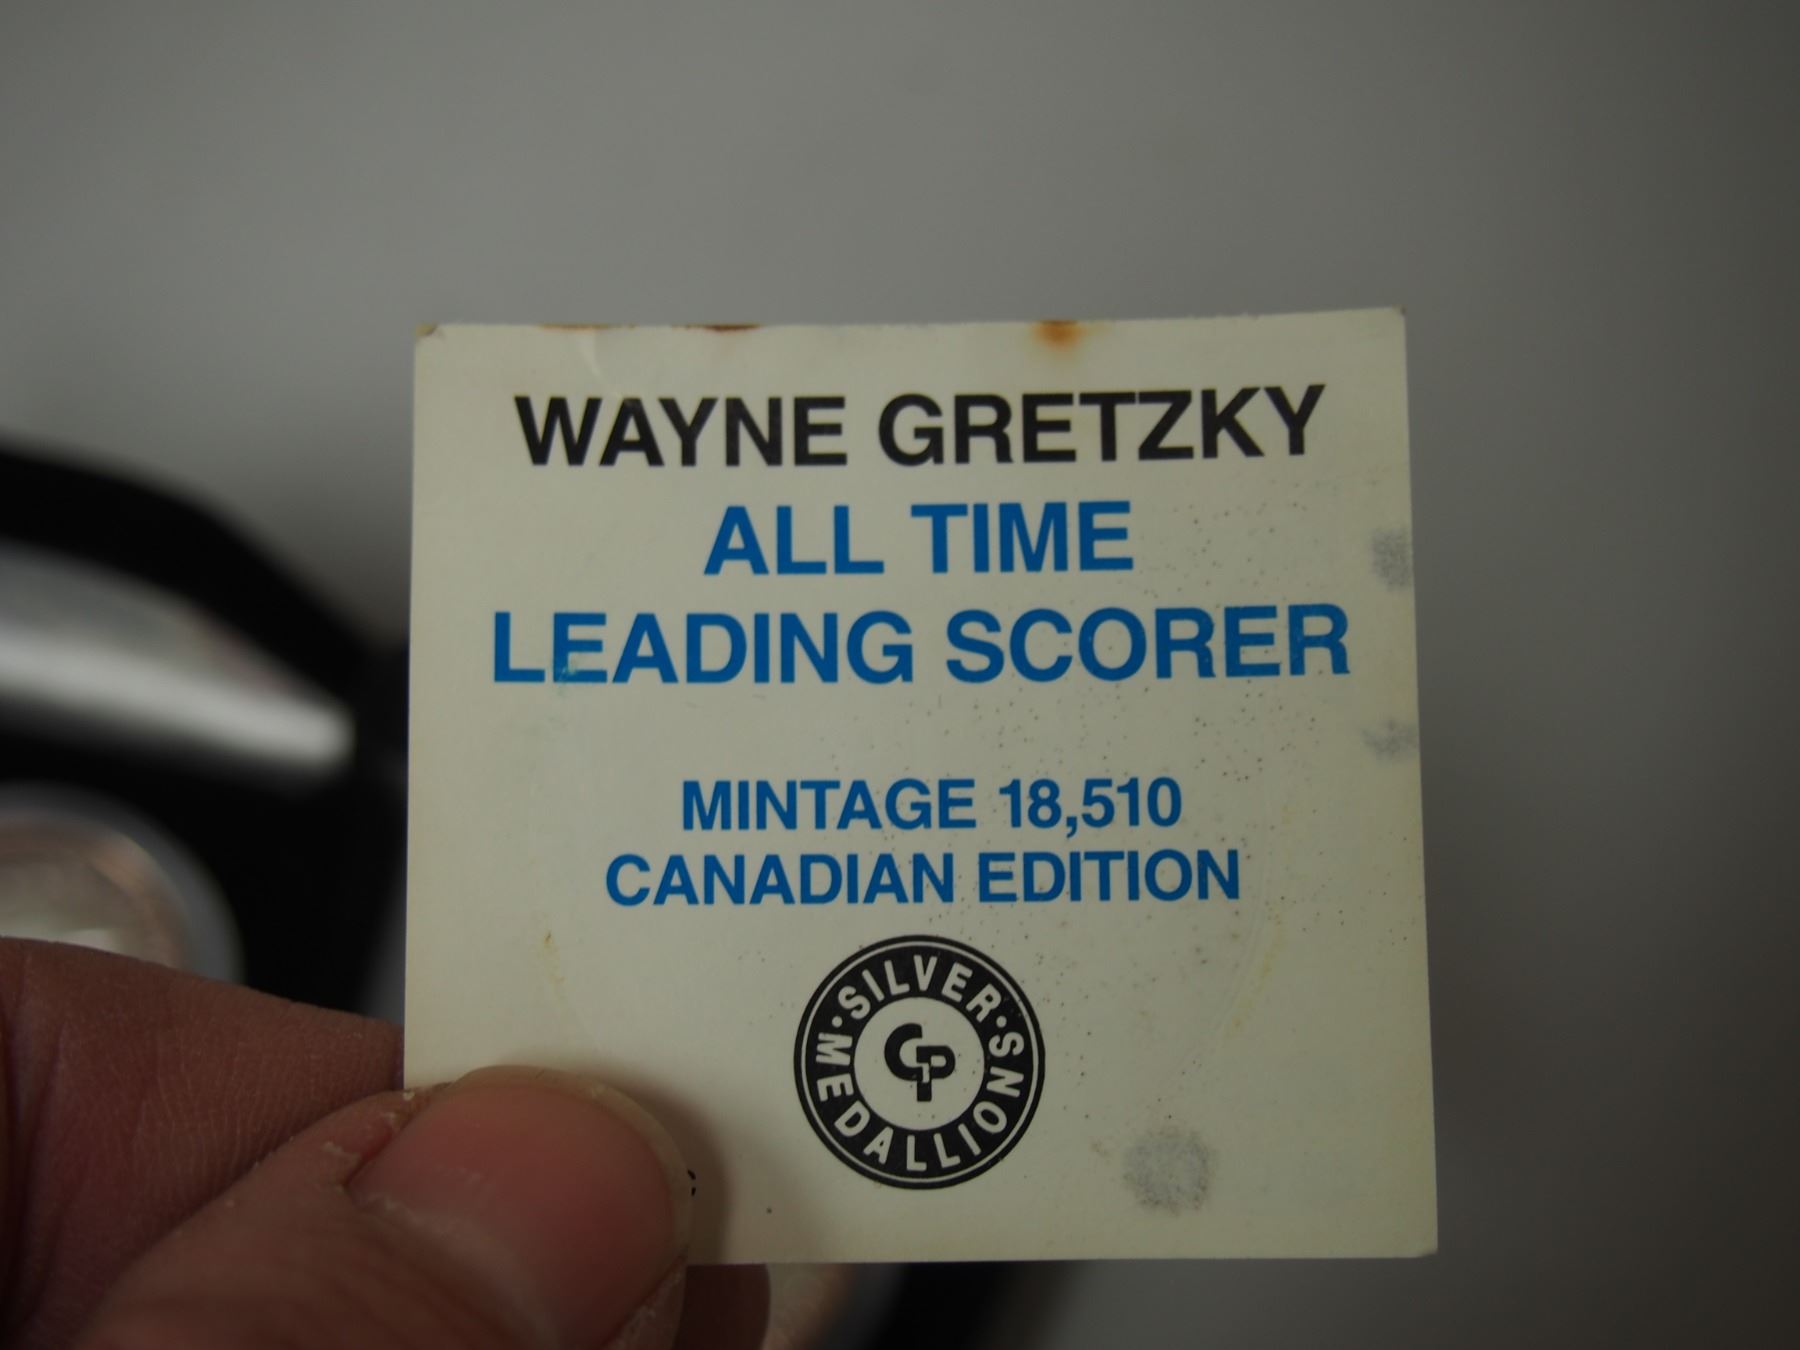 WAYNE GRETZKY
ALL TIME
LEADING SCORER
MINTAGE 18,510
CANADIAN EDITION
·SILVER·
MEDALLIONS
CP